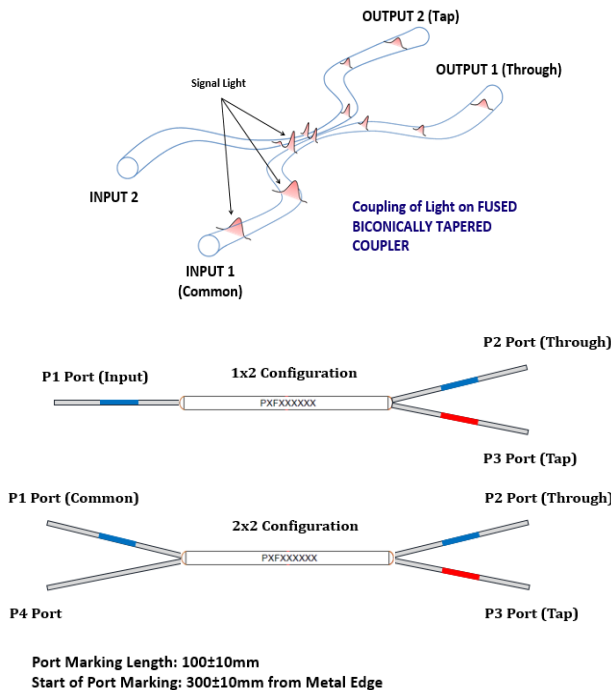 OUTPUT 2 (Tap)
OUTPUT 1 (Through)
Signal Light
INPUT 2
Coupling of Light on FUSED
BICONICALLY TAPERED
COUPLER
INPUT 1
(Common)
P2 Port (Through)
P1 Port (Input)
1x2 Configuration
PXFXXXXXX
P3 Port (Tap)
P1 Port (Common)
P2 Port (Through)
2x2 Configuration
PXFXXXXXX
P4 Port
P3 Port (Tap)
Port Marking Length: 100±10mm
Start of Port Marking: 300±10mm from Metal Edge